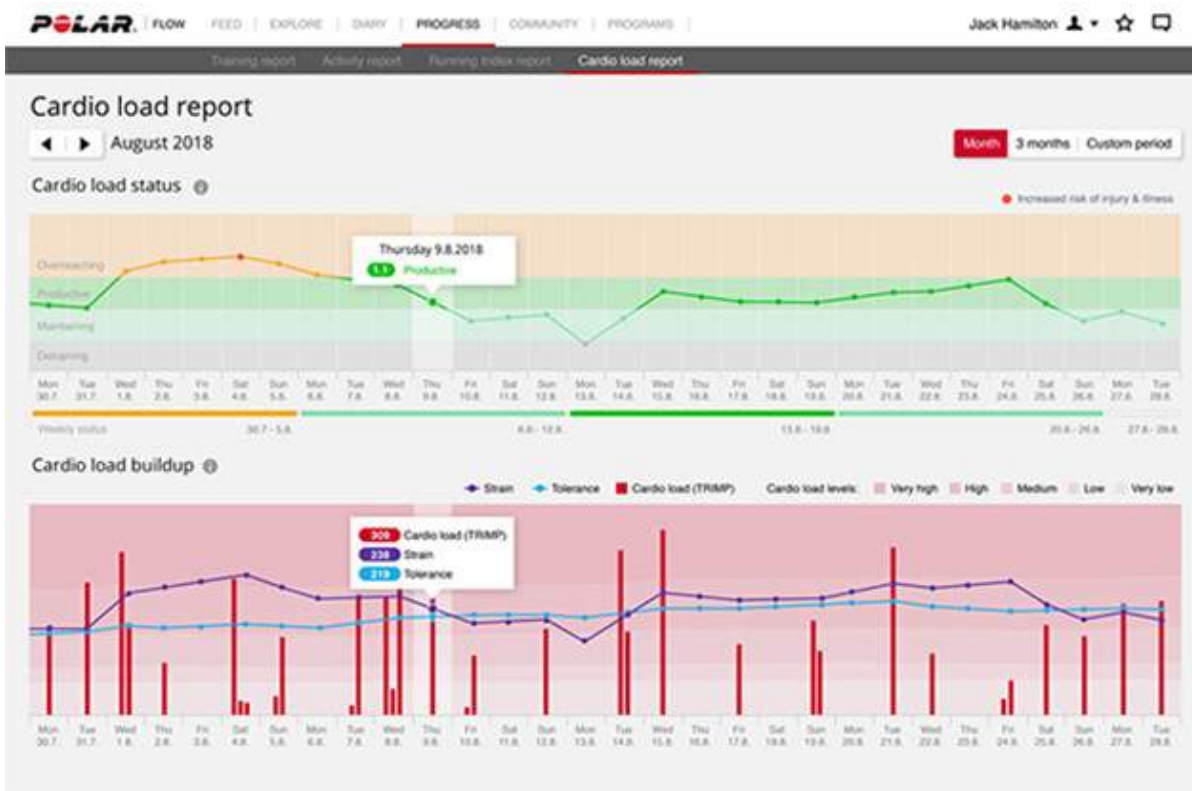 POLAR. FLOW FEED EXPLORE DIARY PROGRESS COMMUNITY PROGRAMS Jack Hamilton
Training report Activity report Running Index report Cardio load report
Cardio load report
August 2018 Month 3 months Custom period
Cardio load status
Increased risk of injury & illness
Thursday 9.8.2018
1.1 Productive
Overreaching
Productive
Maintaining
Detraining
Mon Tue Wed Thu Fri Sat Sun Mon Tue Wed Thu Fri Sat Sun Mon Tue Wed Thu Fri Sat Sun Mon Tue Wed Thu Fri Sat Sun Mon Tue
30.7. 31.7. 1.8. 2.8. 3.8. 4.8. 5.8. 6.8. 7.8. 8.8. 9.8. 10.8. 11.8. 12.8. 13.8. 14.8. 15.8. 16.8. 17.8. 18.8. 19.8. 20.8. 21.8. 22.8. 23.8. 24.8. 25.8. 26.8. 27.8. 28.8.
Weekly status 30.7 - 5.8. 6.8. - 12.8. 13.8. - 19.8. 20.8. - 26.8. 27.8. - 28.8.
Cardio load buildup
Strain Tolerance Cardio load (TRIMP) Cardio load levels: Very high High Medium Low Very low
309 Cardio load (TRIMP)
238 Strain
219 Tolerance
Mon Tue Wed Thu Fri Sat Sun Mon Tue Wed Thu Fri Sat Sun Mon Tue Wed Thu Fri Sat Sun Mon Tue Wed Thu Fri Sat Sun Mon Tue
30.7. 31.7. 1.8. 2.8. 3.8. 4.8. 5.8. 6.8. 7.8. 8.8. 9.8. 10.8. 11.8. 12.8. 13.8. 14.8. 15.8. 16.8. 17.8. 18.8. 19.8. 20.8. 21.8. 22.8. 23.8. 24.8. 25.8. 26.8. 27.8. 28.8.